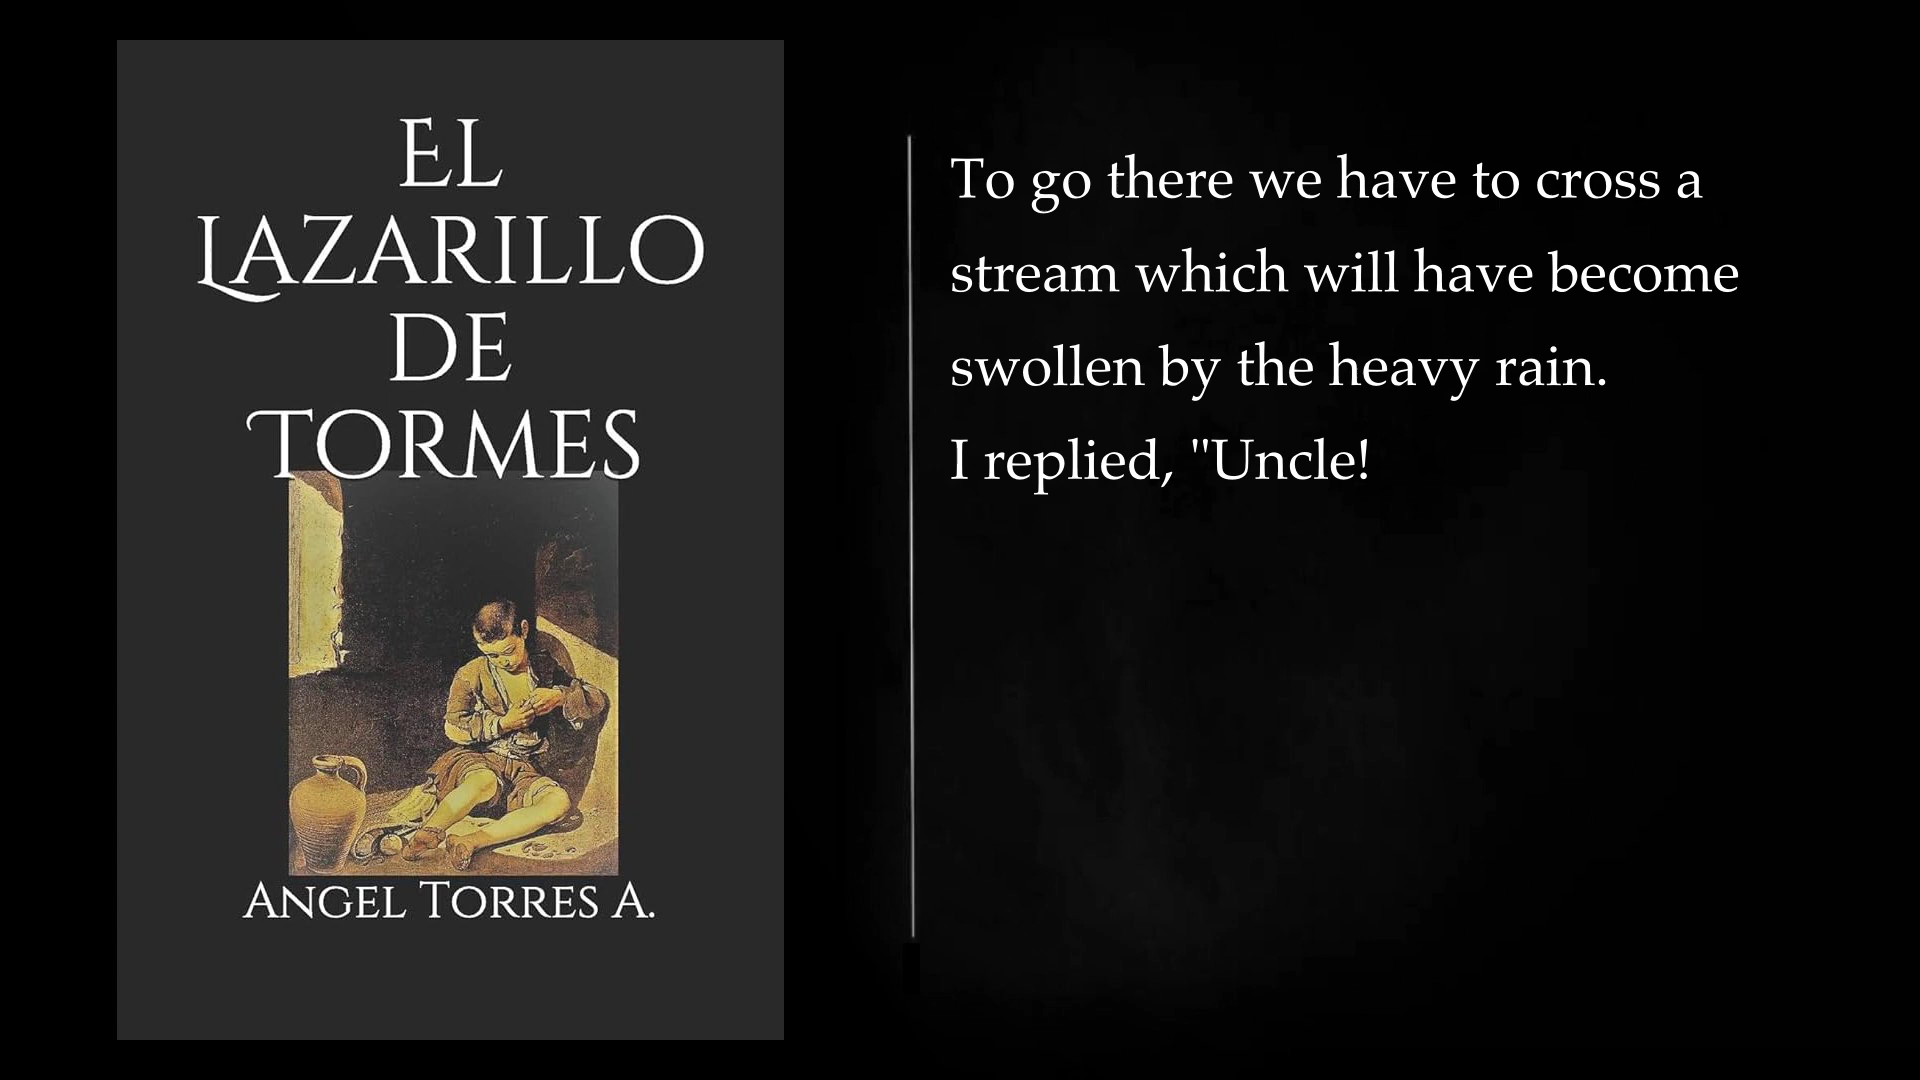 EL
LAZARILLO
DE
TORMES
ANGEL TORRES A.
To go there we have to cross a
stream which will have become
swollen by the heavy rain.
I replied, "Uncle!